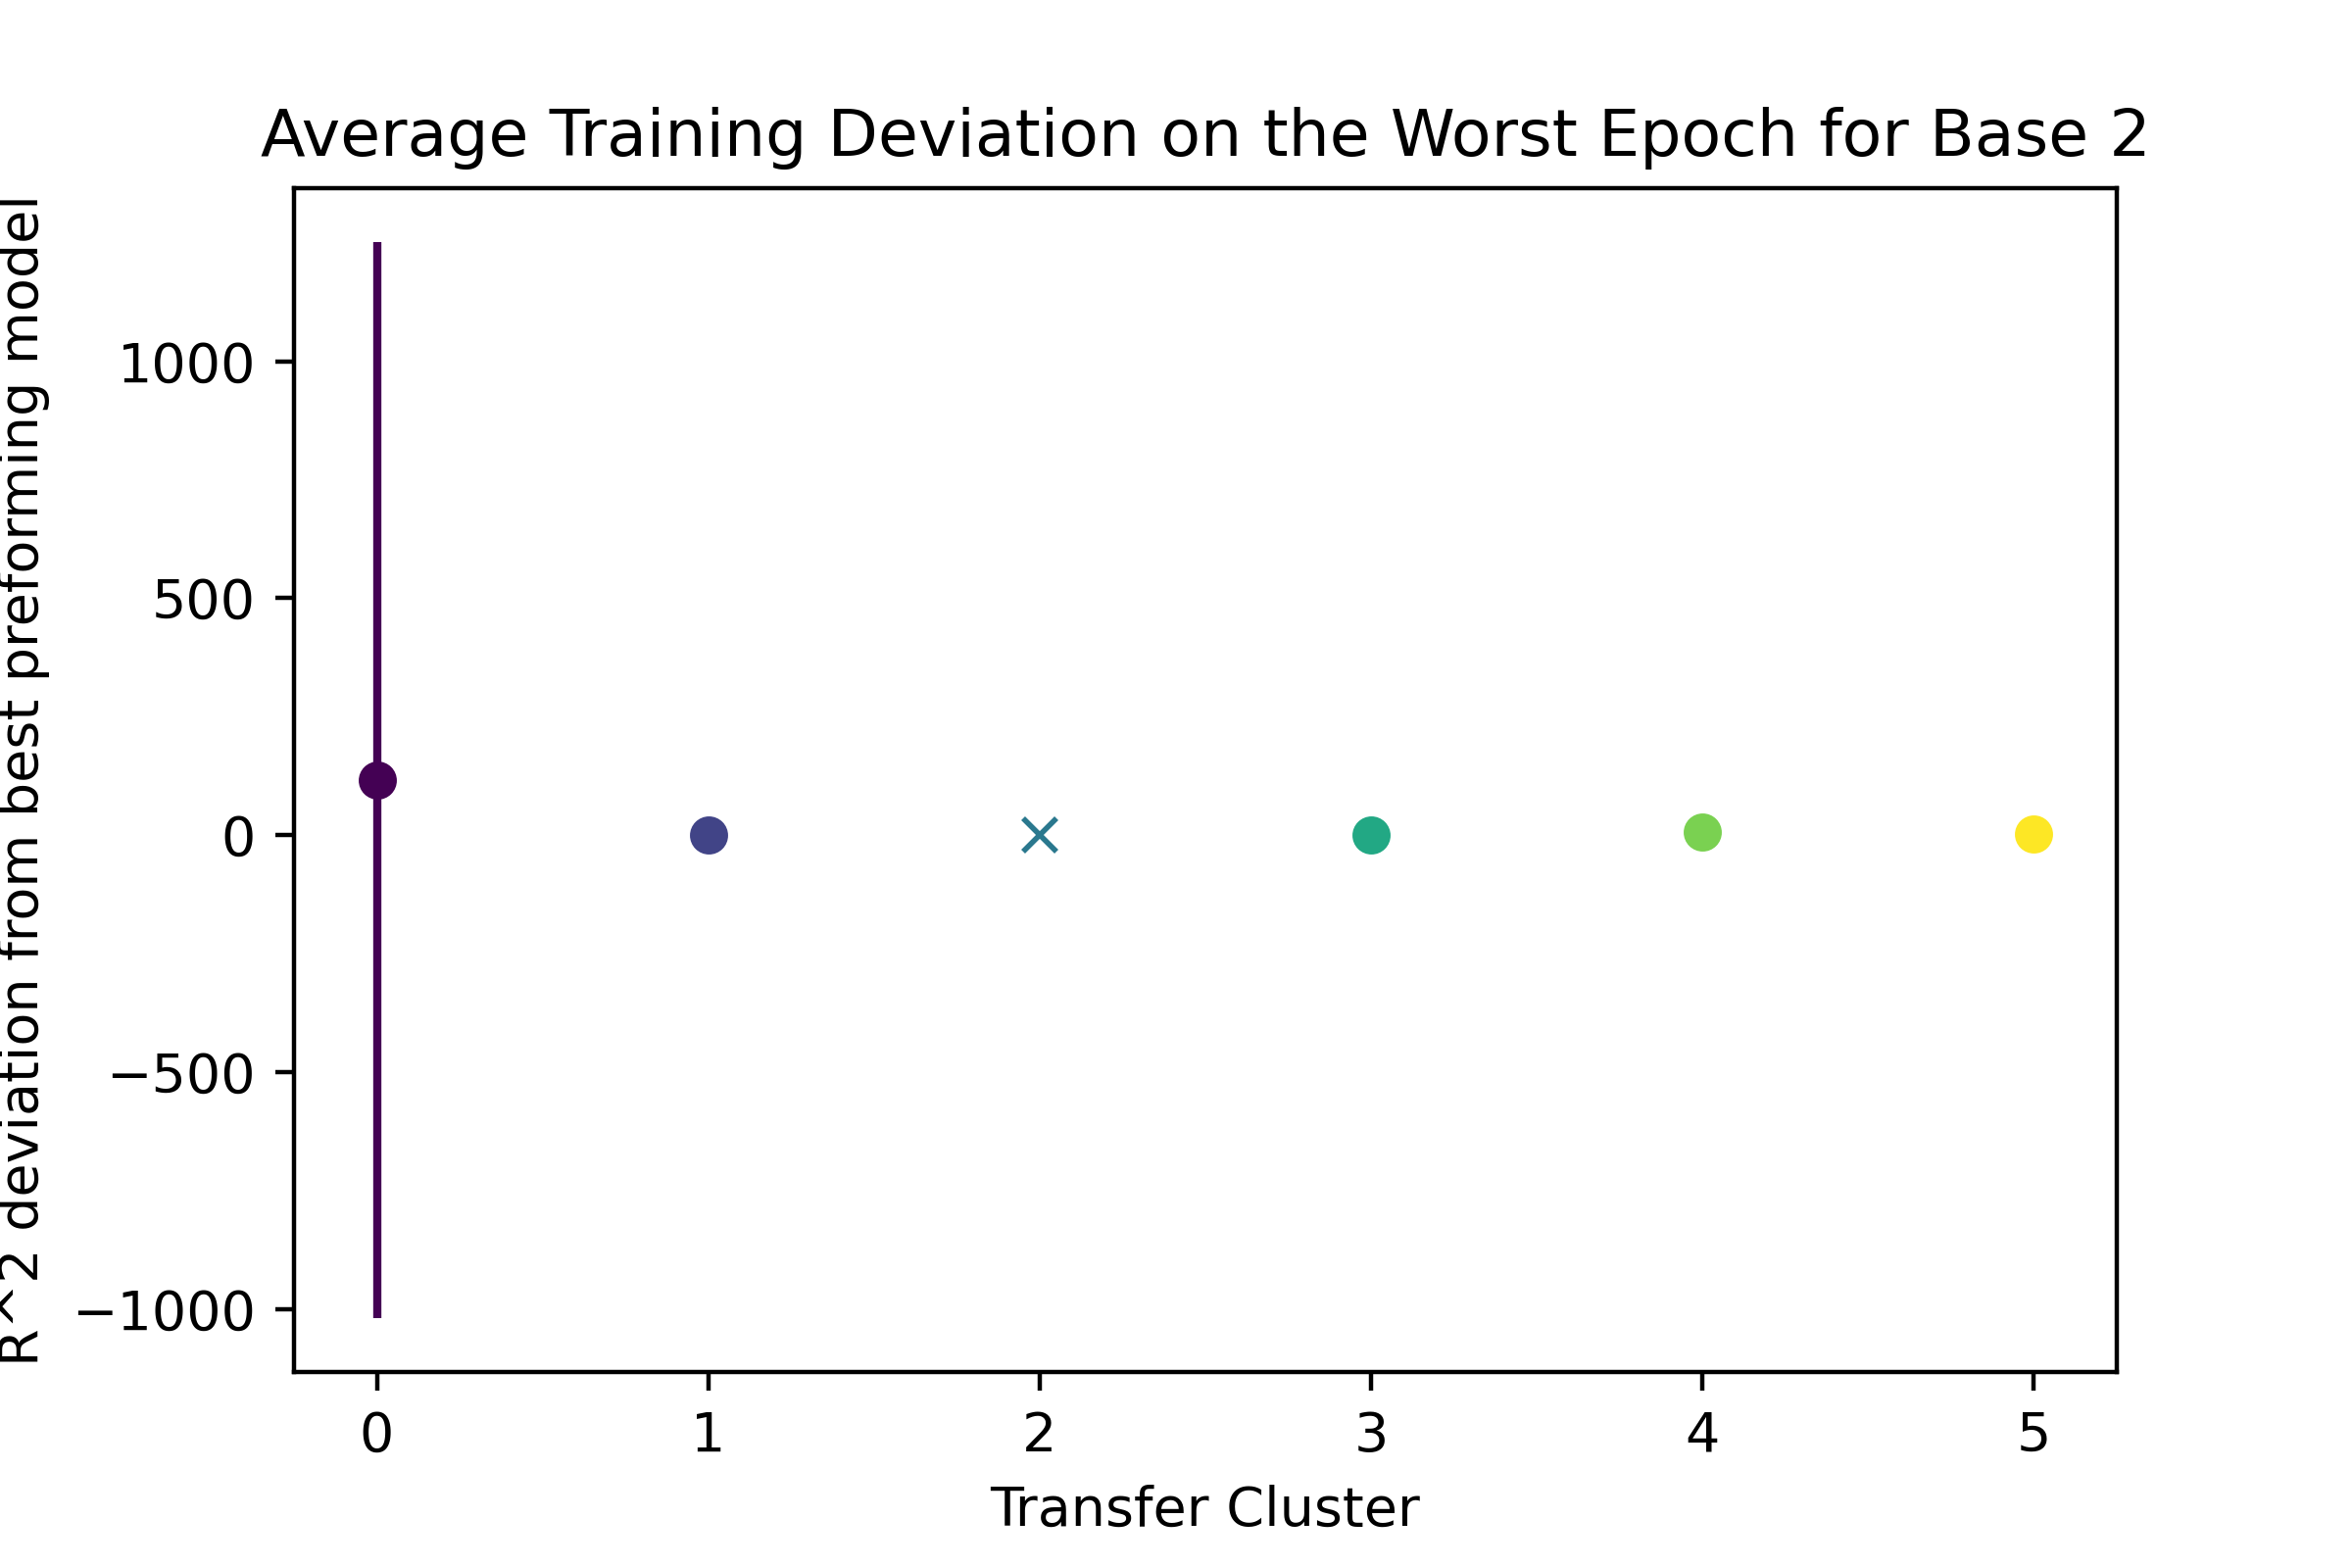 Average Training Deviation on the Worst Epoch for Base 2
R^2 deviation from best preforming model
1000
500
0
−500
−1000
0 1 2 3 4 5
Transfer Cluster